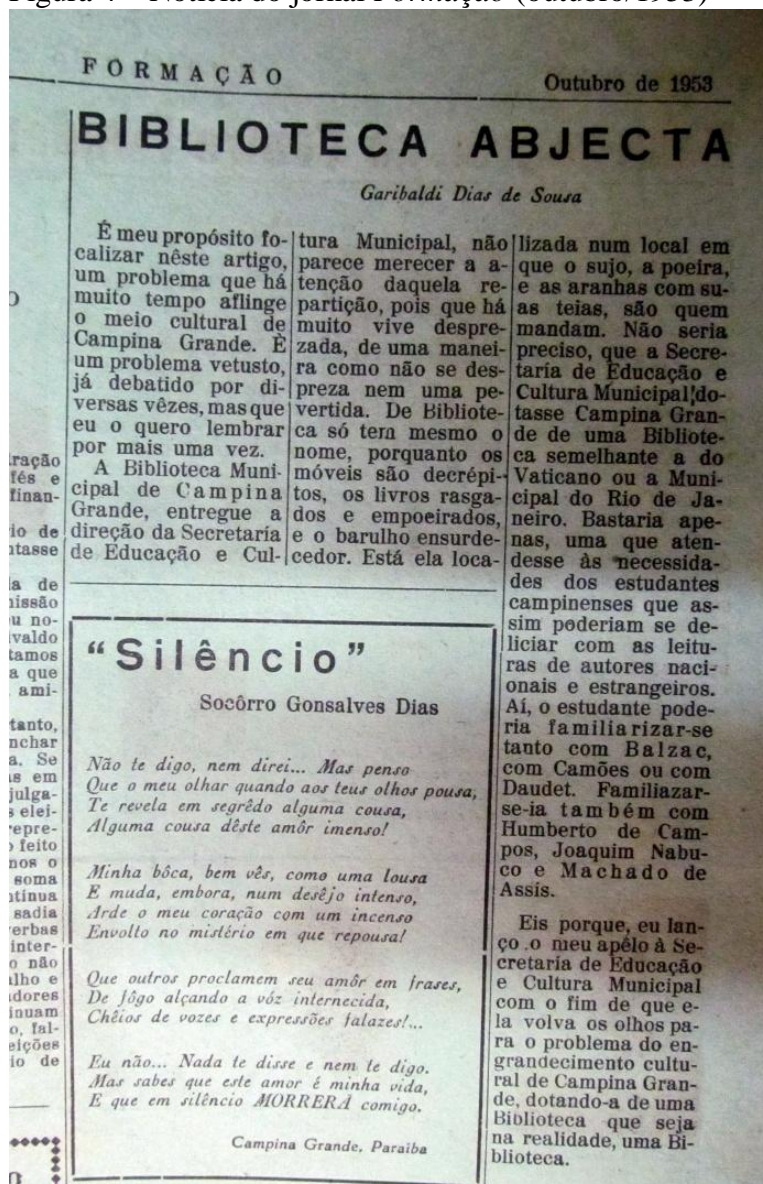 FORMAÇÃO
Outubro de 1953
BIBLIOTECA ABJECTA
Garibaldi Dias de Sousa
É meu propósito fo-
calizar nêste artigo,
um problema que há
muito tempo aflinge
o meio cultural de
Campina Grande. É
um problema vetusto,
já debatido por di-
versas vêzes, mas que
eu o quero lembrar
por mais uma vez.
A Biblioteca Muni-
cipal de Campina
Grande, entregue a
direção da Secretaría
de Educação e Cul-
tura Municipal, não
parece merecer a a-
tenção daquela re-
partição, pois que há
muito vive despre-
zada, de uma manei-
ra como não se des-
preza nem uma pe-
vertida. De Bibliote-
ca só tem mesmo o
nome, porquanto os
móveis são decrépi-
tos, os livros rasga-
dos e empoeirados,
e o barulho ensurde-
cedor. Está ela loca-
lizada num local em
que o sujo, a poeira,
e as aranhas com su-
as teias, são quem
mandam. Não seria
preciso, que a Secre-
taría de Educação e
Cultura Municipal do-
tasse Campina Gran-
de de uma Bibliote-
ca semelhante a do
Vaticano ou a Muni-
cipal do Rio de Ja-
neiro. Bastaria ape-
nas, uma que aten-
desse às necessida-
des dos estudantes
campinenses que as-
sim poderiam se de-
liciar com as leitu-
ras de autores naci-
onais e estrangeiros.
Aí, o estudante pode-
ria familiarizar-se
tanto com Balzac,
com Camões ou com
Daudet. Familiazar-
se-ia também com
Humberto de Cam-
pos, Joaquim Nabu-
co e Machado de
Assis.
Eis porque, eu lan-
ço o meu apêlo à Se-
cretaria de Educação
e Cultura Municipal
com o fim de que e-
la volva os olhos pa-
ra o problema do en-
grandecimento cultu-
ral de Campina Gran-
de, dotando-a de uma
Biblioteca que seja
na realidade, uma Bi-
blioteca.
"Silêncio"
Socôrro Gonsalves Dias
Não te digo, nem direi... Mas penso
Que o meu olhar quando aos teus olhos pousa,
Te revela em segrêdo alguma cousa,
Alguma cousa dêste amôr imenso!
Minha bôca, bem vês, como uma lousa
E muda, embora, num desêjo intenso,
Arde o meu coração com um incenso
Envolto no mistério em que repousa!
Que outros proclamem seu amôr em frases,
De jôgo alçando a vóz internecida,
Chêios de vozes e expressões falazes!...
Eu não... Nada te disse e nem te digo.
Mas sabes que este amor é minha vida,
E que em silêncio MORRERÁ comigo.
Campina Grande, Paraiba